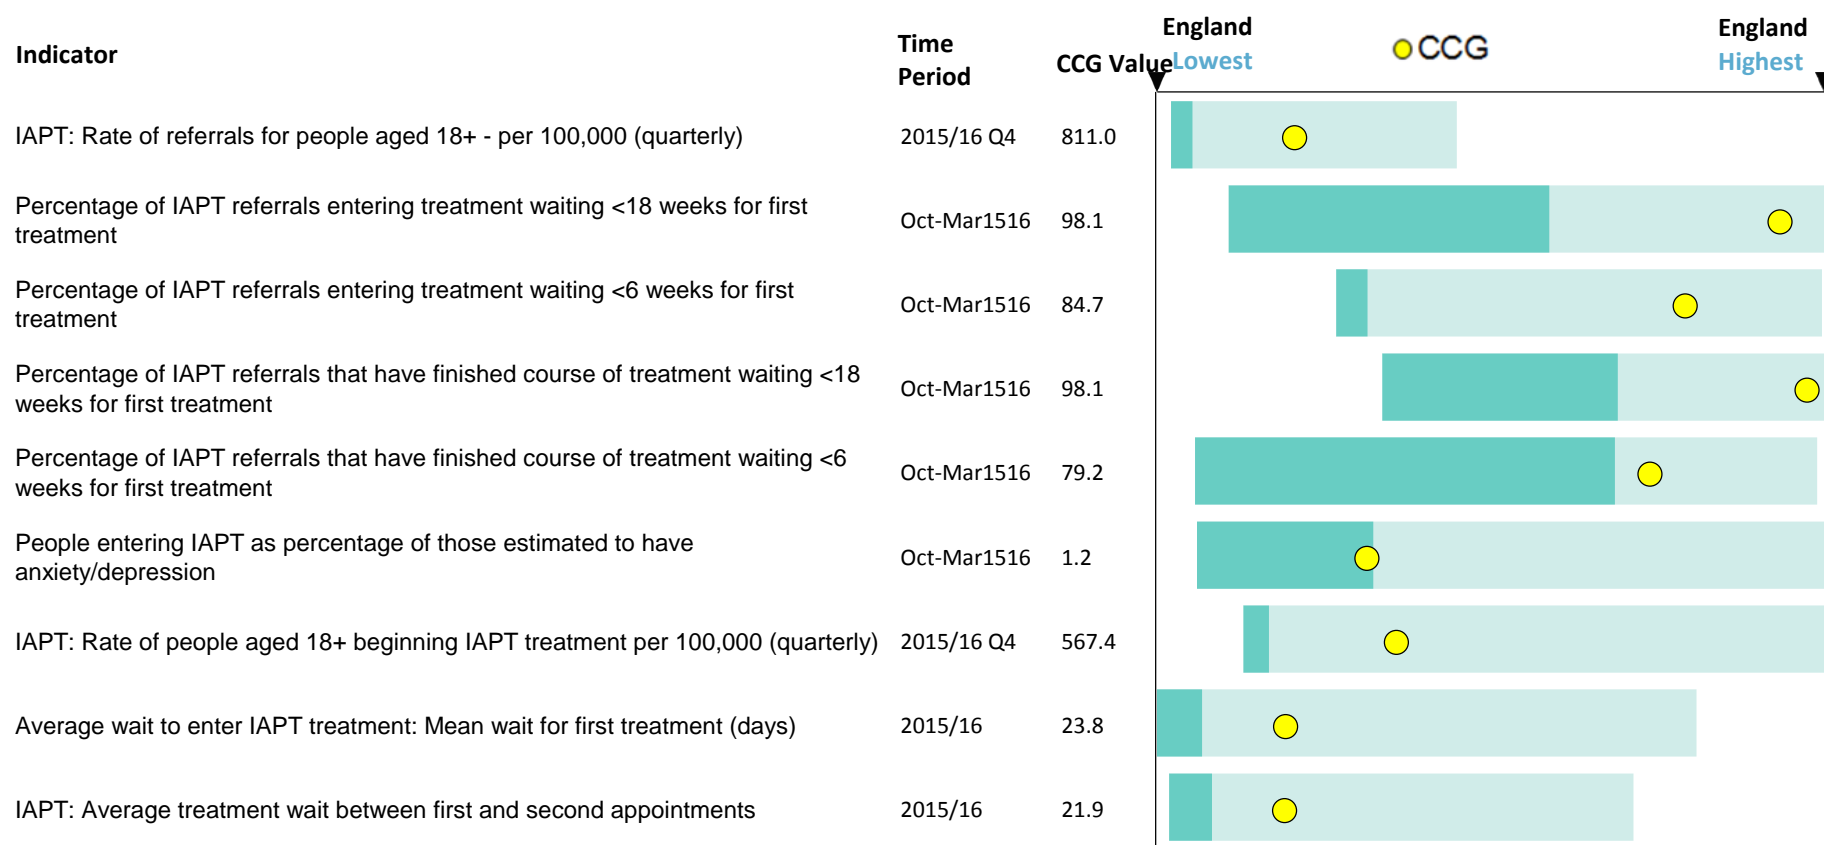 Indicator
Time
Period
CCG Value
England
Lowest
CCG
England
Highest
IAPT: Rate of referrals for people aged 18+ - per 100,000 (quarterly) 2015/16 Q4 811.0
Percentage of IAPT referrals entering treatment waiting <18 weeks for first
treatment
Oct-Mar1516 98.1
Percentage of IAPT referrals entering treatment waiting <6 weeks for first
treatment
Oct-Mar1516 84.7
Percentage of IAPT referrals that have finished course of treatment waiting <18
weeks for first treatment
Oct-Mar1516 98.1
Percentage of IAPT referrals that have finished course of treatment waiting <6
weeks for first treatment
Oct-Mar1516 79.2
People entering IAPT as percentage of those estimated to have
anxiety/depression
Oct-Mar1516 1.2
IAPT: Rate of people aged 18+ beginning IAPT treatment per 100,000 (quarterly) 2015/16 Q4 567.4
Average wait to enter IAPT treatment: Mean wait for first treatment (days) 2015/16 23.8
IAPT: Average treatment wait between first and second appointments 2015/16 21.9